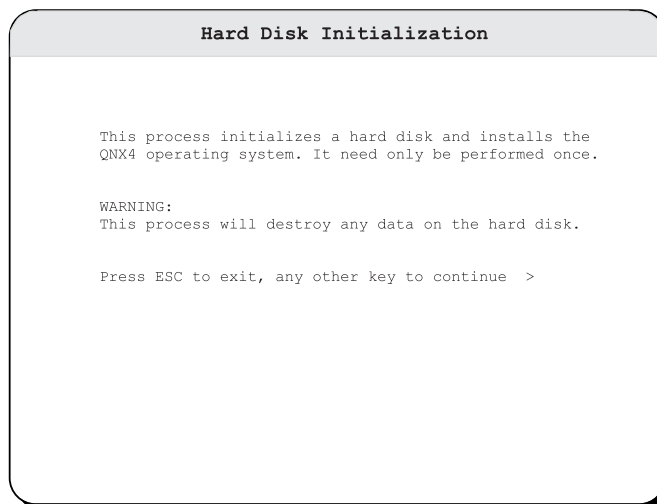 Hard Disk Initialization
This process initializes a hard disk and installs the
QNX4 operating system. It need only be performed once.
WARNING:
This process will destroy any data on the hard disk.
Press ESC to exit, any other key to continue >